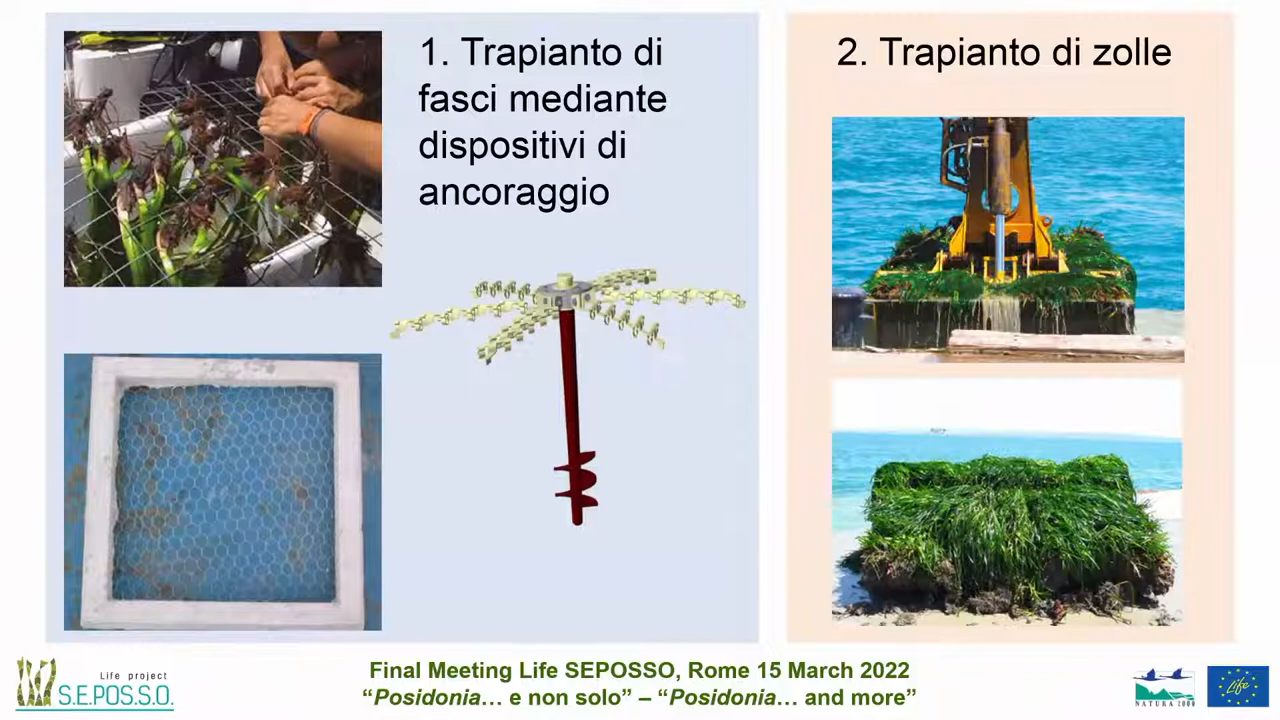 1. Trapianto di
fasci mediante
dispositivi di
ancoraggio
2. Trapianto di zolle
Life project
S.E.POS.S.O.
Final Meeting Life SEPOSSO, Rome 15 March 2022
“Posidonia… e non solo” – “Posidonia… and more”
NATURA 2000
Life